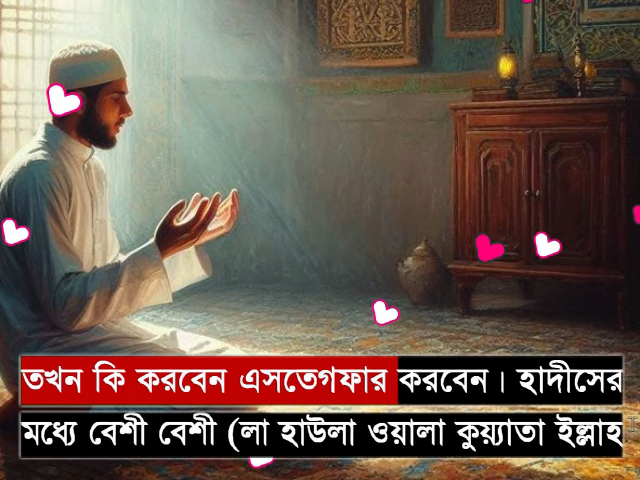 তখন কি করবেন এসতেগফার করবেন। হাদীসের
মধ্যে বেশী বেশী (লা হাউলা ওয়ালা কুয়্যাতা ইল্লাহ